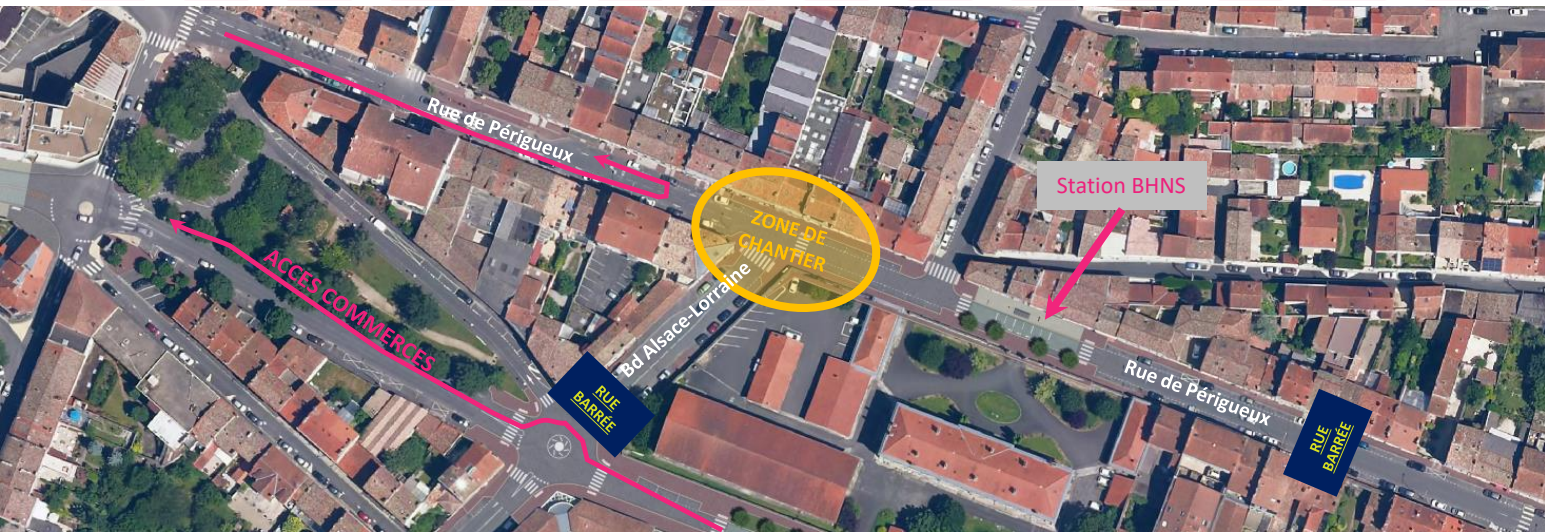 Rue de Périgueux
Station BHNS
ZONE DE
CHANTIER
ACCES COMMERCES
Bd Alsace-Lorraine
RUE
BARRÉE
Rue de Périgueux
RUE
BARRÉE